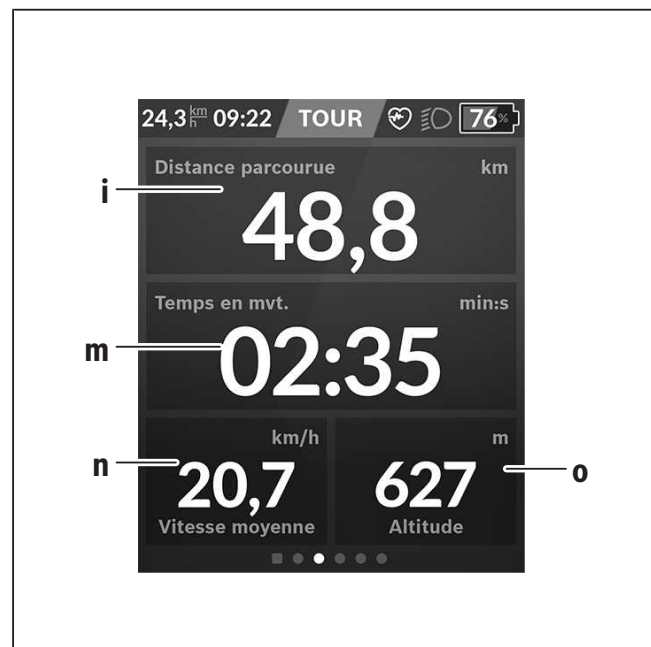 24,3 km/h 09:22 TOUR 76%
Distance parcourue km
i
48,8
Temps en mvt. min:s
m
02:35
km/h m
n
20,7 627
o
Vitesse moyenne Altitude